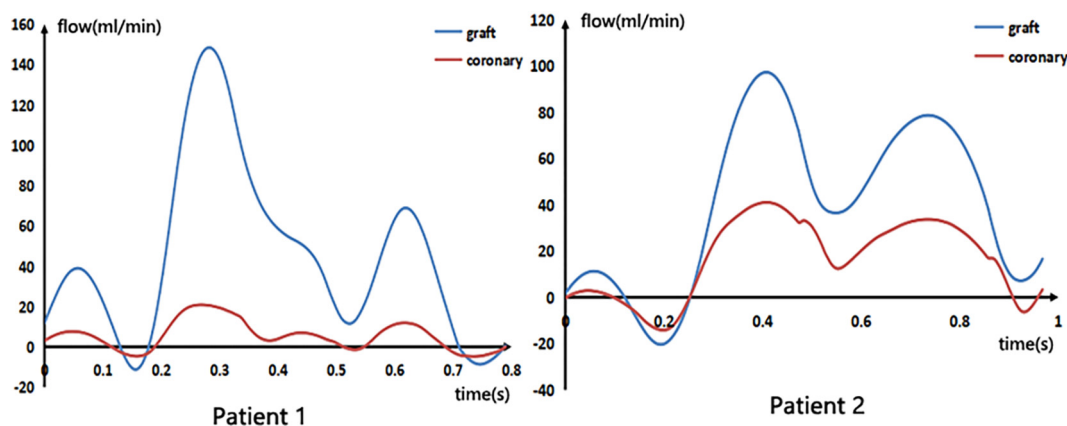 160
flow(ml/min)
graft
coronary
140
120
100
80
60
40
20
0
-20
0 0.1 0.2 0.3 0.4 0.5 0.6 0.7 0.8
time(s)
Patient 1
120
flow(ml/min)
graft
coronary
100
80
60
40
20
0
-20
-40
0 0.2 0.4 0.6 0.8 1
time(s)
Patient 2